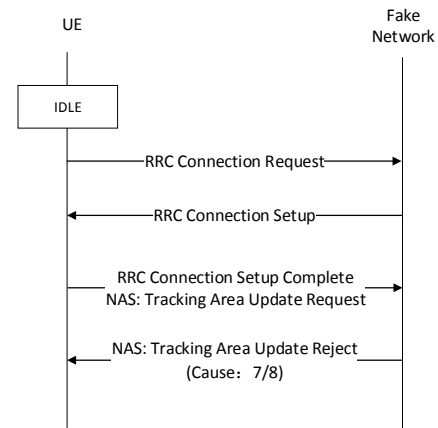 UE
Fake
Network
IDLE
RRC Connection Request
RRC Connection Setup
RRC Connection Setup Complete
NAS: Tracking Area Update Request
NAS: Tracking Area Update Reject
(Cause：7/8)